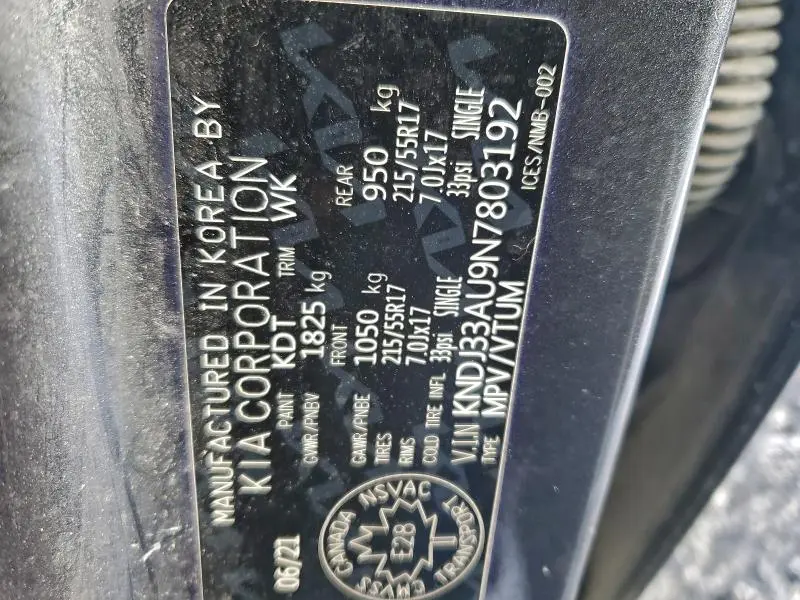 MANUFACTURED IN KOREA BY
KIA CORPORATION
06/21 PAINT KDT TRIM WK
GVWR/PNBV 1825 kg
FRONT REAR
GAWR/PNBE 1050 kg 950 kg
TIRES 215/55R17 215/55R17
RIMS 7.0Jx17 7.0Jx17
COLD TIRE INFL 33psi SINGLE 33psi SINGLE
V.I.N KNDJ33AU9N7803192
TYPE MPV/VTUM ICES/NMB-002
CANADA
NSVAC
CMVSS
TRANSPORT
E28